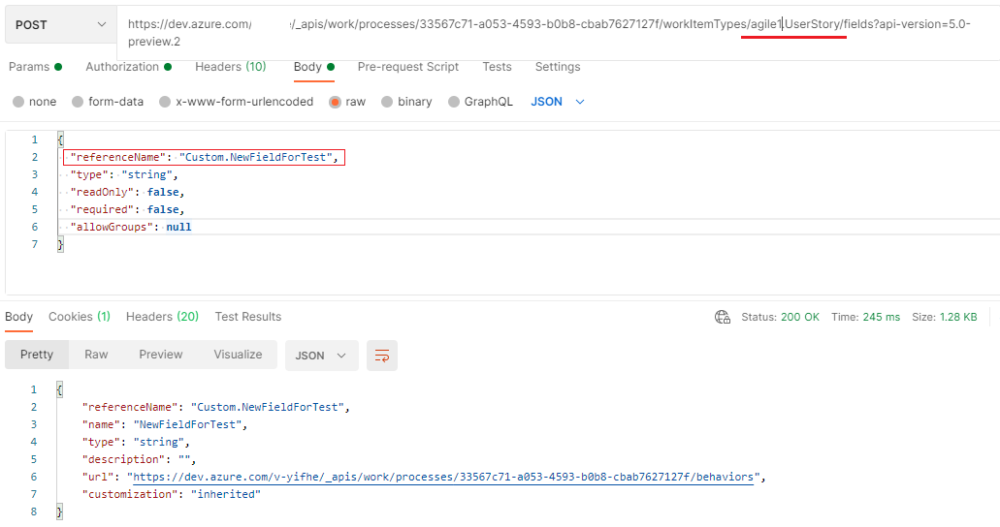 POST
https://dev.azure.com/ e/_apis/work/processes/33567c71-a053-4593-b0b8-cbab7627127f/workItemTypes/agile1.UserStory/fields?api-version=5.0-
preview.2
Params Authorization Headers (10) Body Pre-request Script Tests Settings
none form-data x-www-form-urlencoded raw binary GraphQL JSON
1 {
2 "referenceName": "Custom.NewFieldForTest",
3 "type": "string",
4 "readOnly": false,
5 "required": false,
6 "allowGroups": null
7 }
Body Cookies (1) Headers (20) Test Results Status: 200 OK Time: 245 ms Size: 1.28 KB
Pretty Raw Preview Visualize JSON
1 {
2 "referenceName": "Custom.NewFieldForTest",
3 "name": "NewFieldForTest",
4 "type": "string",
5 "description": "",
6 "url": "https://dev.azure.com/v-yifhe/_apis/work/processes/33567c71-a053-4593-b0b8-cbab7627127f/behaviors",
7 "customization": "inherited"
8 }